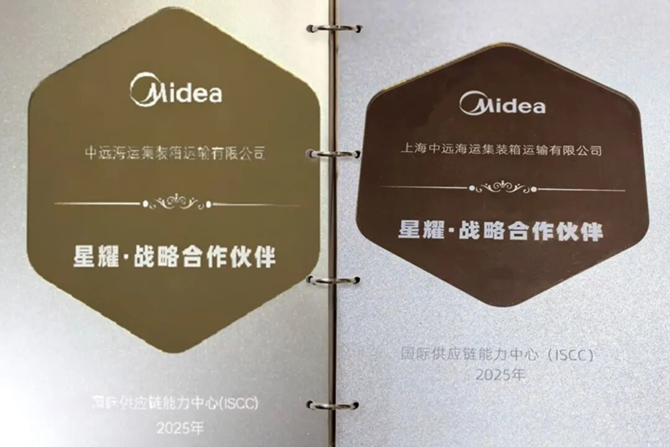 Midea
中远海运集装箱运输有限公司
星耀·战略合作伙伴
国际供应链能力中心(ISCC)
2025年
Midea
上海中远海运集装箱运输有限公司
星耀·战略合作伙伴
国际供应链能力中心（ISCC）
2025年